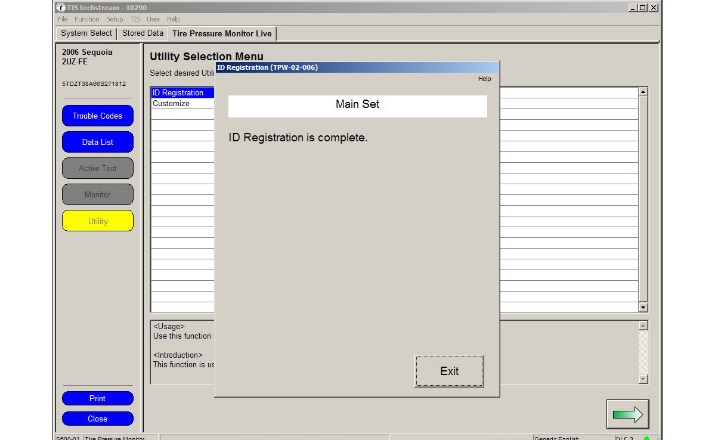 TIS techstream - 10290
File Function Setup TIS User Help
System Select Stored Data Tire Pressure Monitor Live
2006 Sequoia
2UZ-FE
5TDZT38A66S271812
Trouble Codes
Data List
Active Test
Monitor
Utility
Print
Close
Utility Selection Menu
Select desired Util
ID Registration
Customize
ID Registration (TPW-02-006)
Help
Main Set
ID Registration is complete.
Exit
<Usage>
Use this function
<Introduction>
This function is us
S600-01 Tire Pressure Monitor
Generic English
DLC 3